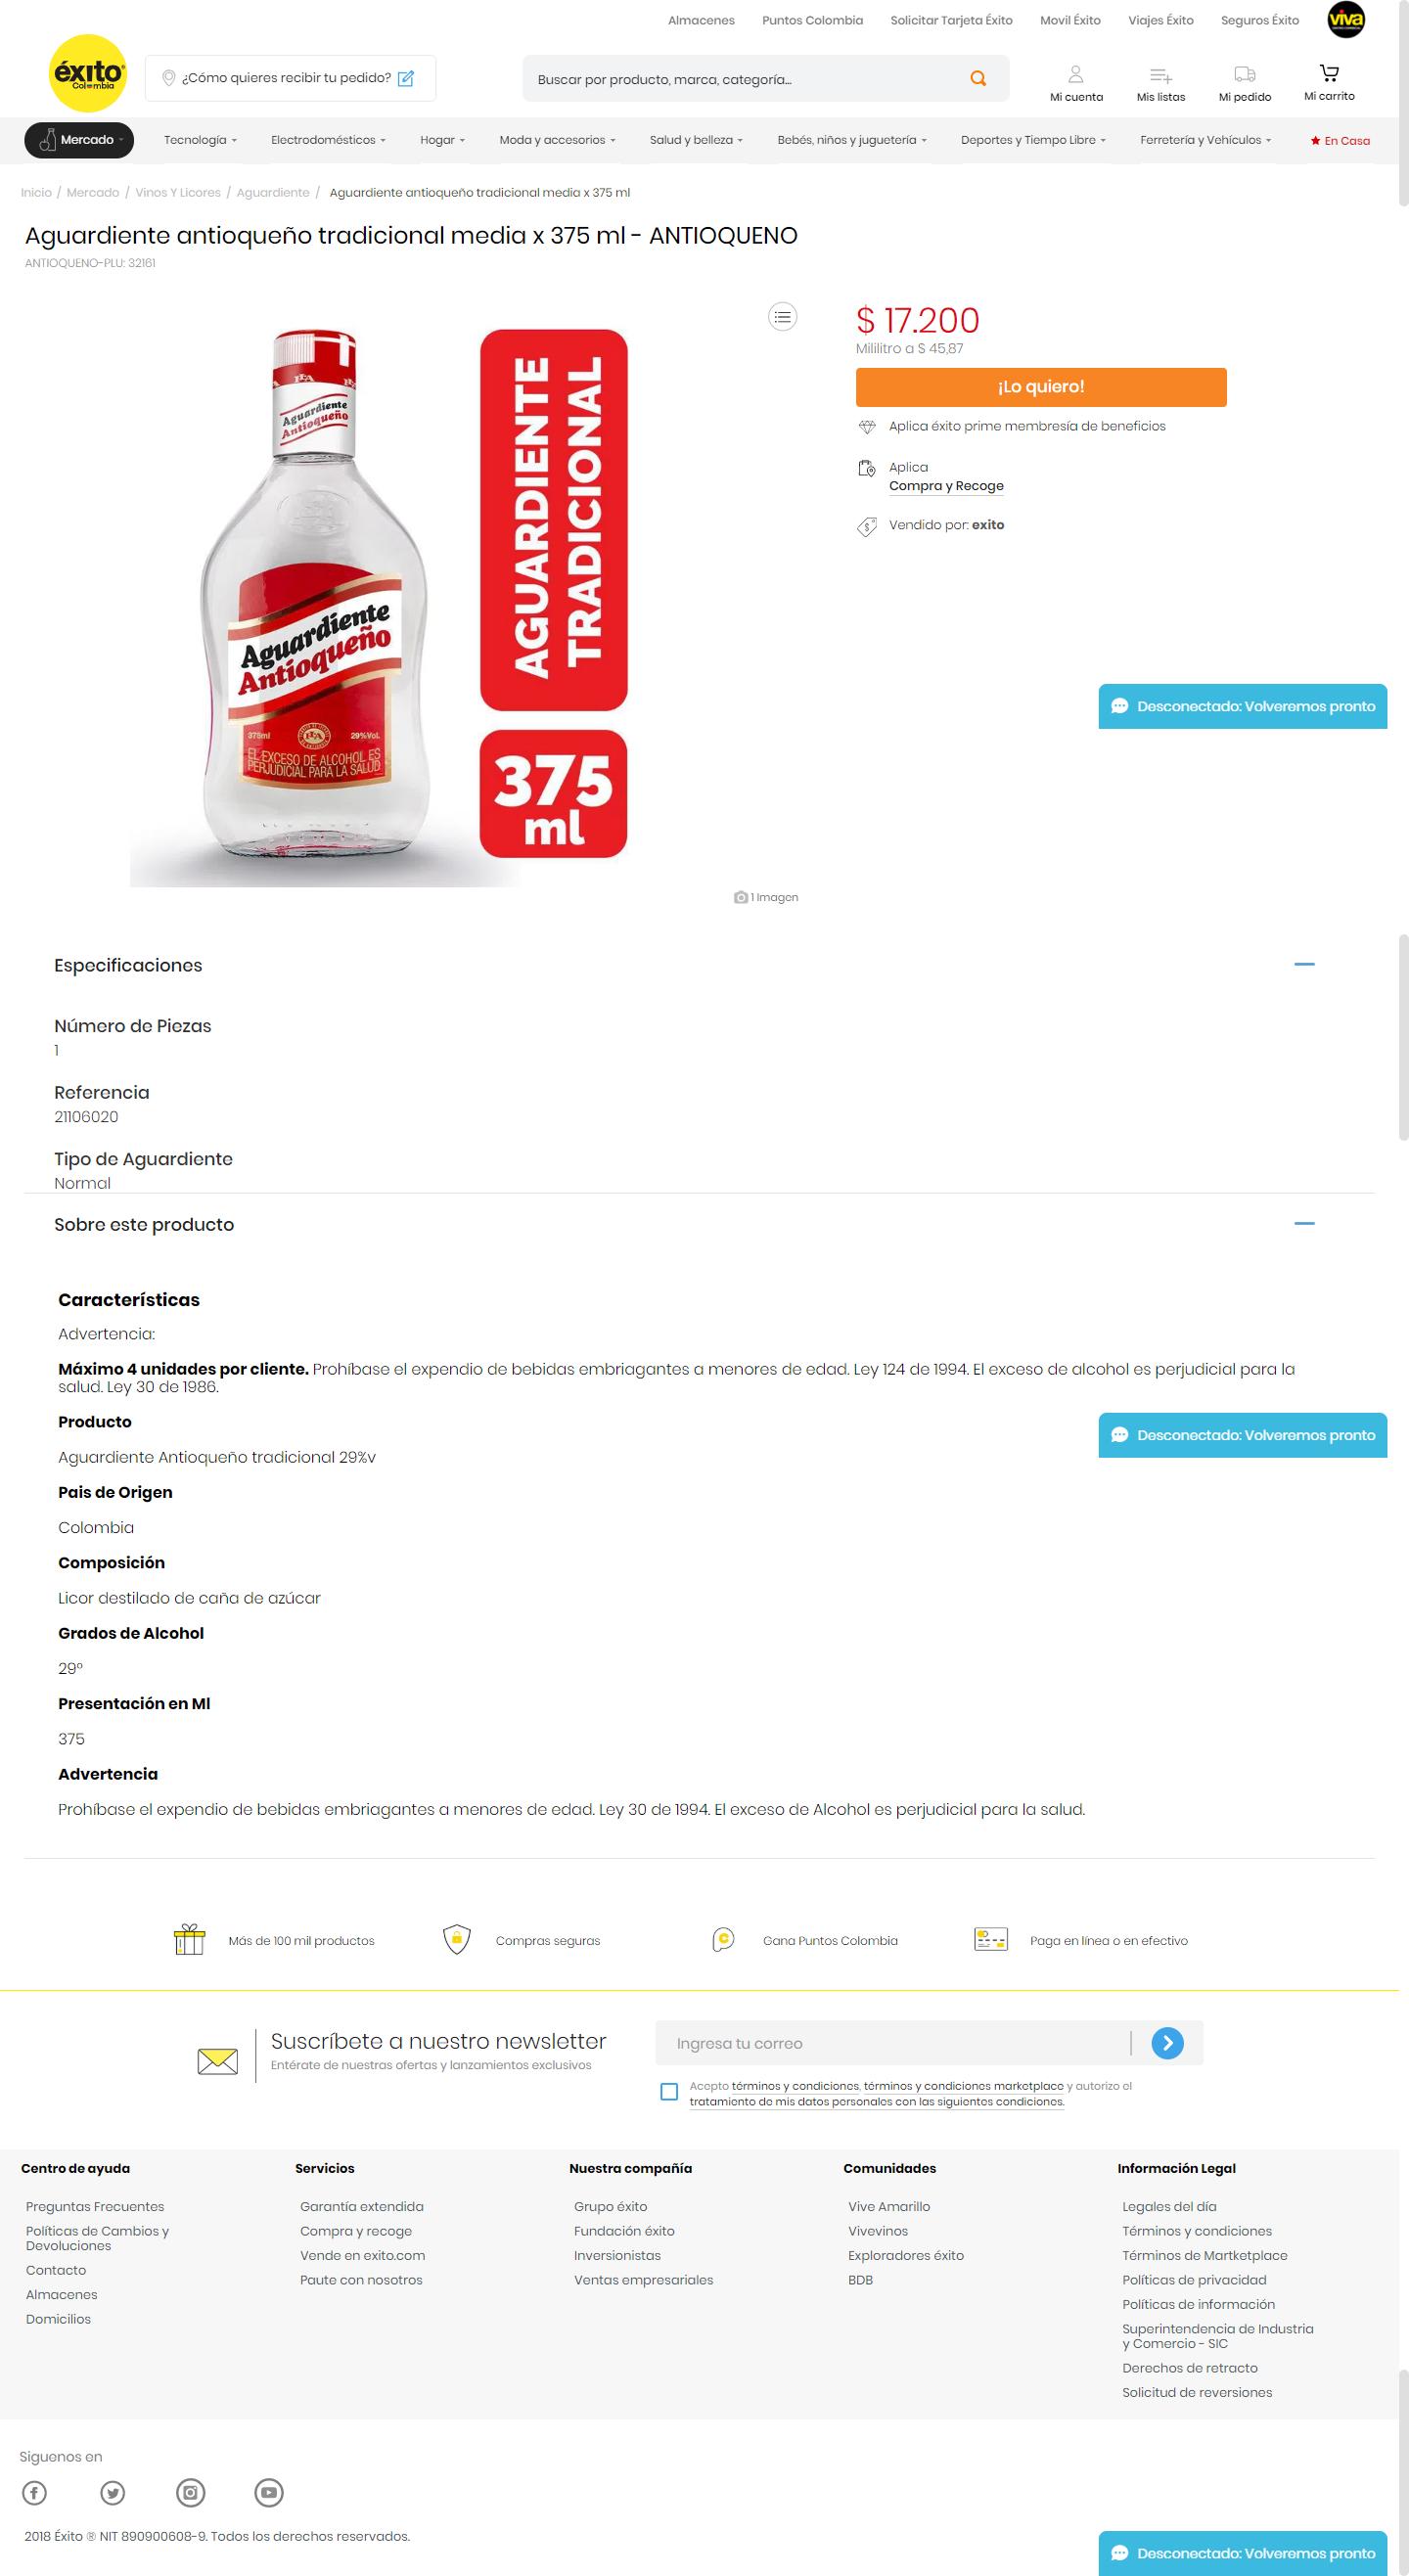 Almacenes Puntos Colombia Solicitar Tarjeta Éxito Movil Éxito Viajes Éxito Seguros Éxito viva
éxito
Colombia
¿Cómo quieres recibir tu pedido?
Buscar por producto, marca, categoría...
Mi cuenta Mis listas Mi pedido Mi carrito
Mercado Tecnología Electrodomésticos Hogar Moda y accesorios Salud y belleza Bebés, niños y juguetería Deportes y Tiempo Libre Ferretería y Vehículos En Casa
Inicio / Mercado / Vinos Y Licores / Aguardiente / Aguardiente antioqueño tradicional media x 375 ml
Aguardiente antioqueño tradicional media x 375 ml - ANTIOQUENO
ANTIOQUENO-PLU: 32161
Aguardiente
Antioqueño
Aguardiente
Antioqueño
375ml
29%Vol.
EL EXCESO DE ALCOHOL ES
PERJUDICIAL PARA LA SALUD
AGUARDIENTE
TRADICIONAL
375
ml
1 Imagen
$ 17.200
Mililitro a $ 45,87
¡Lo quiero!
Aplica éxito prime membresía de beneficios
Aplica
Compra y Recoge
Vendido por: exito
Desconectado: Volveremos pronto
Especificaciones
Número de Piezas
1
Referencia
21106020
Tipo de Aguardiente
Normal
Sobre este producto
Características
Advertencia:
Máximo 4 unidades por cliente. Prohíbase el expendio de bebidas embriagantes a menores de edad. Ley 124 de 1994. El exceso de alcohol es perjudicial para la
salud. Ley 30 de 1986.
Producto
Desconectado: Volveremos pronto
Aguardiente Antioqueño tradicional 29%v
Pais de Origen
Colombia
Composición
Licor destilado de caña de azúcar
Grados de Alcohol
29º
Presentación en Ml
375
Advertencia
Prohíbase el expendio de bebidas embriagantes a menores de edad. Ley 30 de 1994. El exceso de Alcohol es perjudicial para la salud.
Más de 100 mil productos
Compras seguras
Gana Puntos Colombia
Paga en línea o en efectivo
Suscríbete a nuestro newsletter
Entérate de nuestras ofertas y lanzamientos exclusivos
Ingresa tu correo
Acepto términos y condiciones, términos y condiciones marketplace y autorizo el
tratamiento de mis datos personales con las siguientes condiciones.
Centro de ayuda
Preguntas Frecuentes
Políticas de Cambios y
Devoluciones
Contacto
Almacenes
Domicilios
Servicios
Garantía extendida
Compra y recoge
Vende en exito.com
Paute con nosotros
Nuestra compañía
Grupo éxito
Fundación éxito
Inversionistas
Ventas empresariales
Comunidades
Vive Amarillo
Vivevinos
Exploradores éxito
BDB
Información Legal
Legales del día
Términos y condiciones
Términos de Martketplace
Políticas de privacidad
Políticas de información
Superintendencia de Industria
y Comercio - SIC
Derechos de retracto
Solicitud de reversiones
Siguenos en
2018 Éxito ® NIT 890900608-9. Todos los derechos reservados.
Desconectado: Volveremos pronto